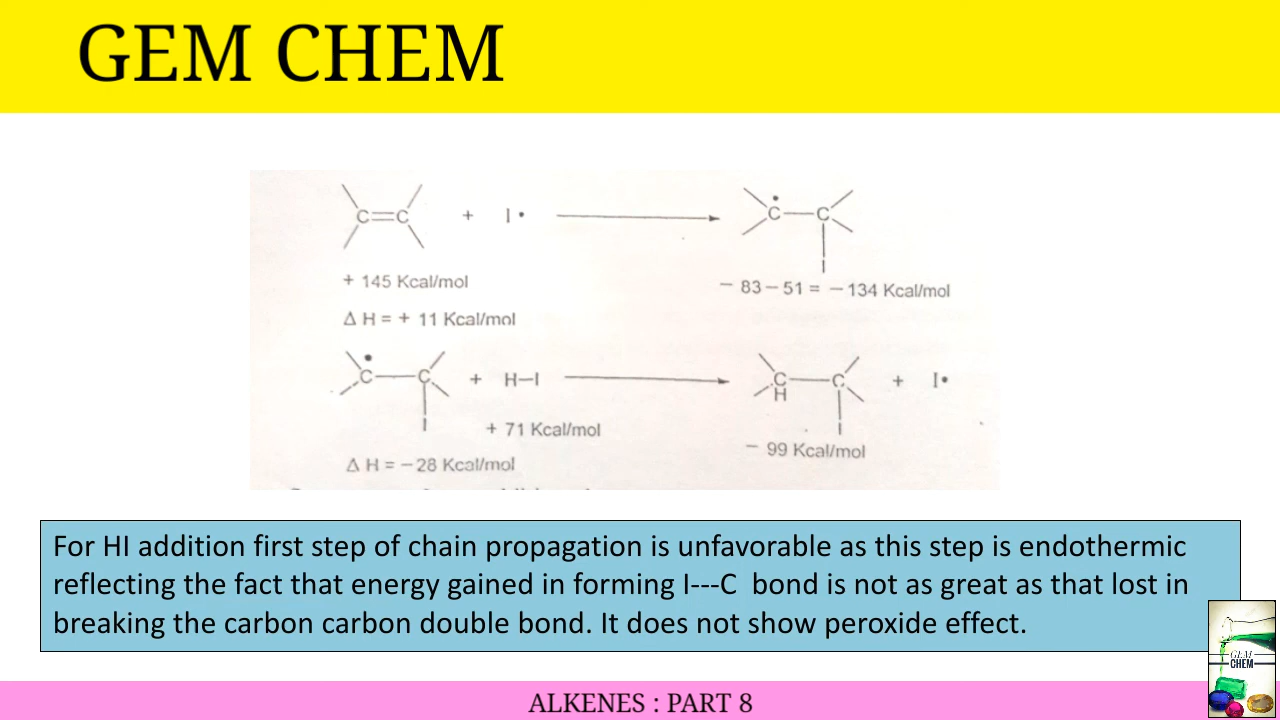 GEM CHEM
C=C + I• ⟶ Ċ—C
I
+ 145 Kcal/mol − 83 − 51 = − 134 Kcal/mol
Δ H = + 11 Kcal/mol
Ċ—C + H–I ⟶ C—C + I•
H
I I
+ 71 Kcal/mol − 99 Kcal/mol
Δ H = − 28 Kcal/mol
For HI addition first step of chain propagation is unfavorable as this step is endothermic
reflecting the fact that energy gained in forming I---C bond is not as great as that lost in
breaking the carbon carbon double bond. It does not show peroxide effect.
GEM
CHEM
ALKENES : PART 8